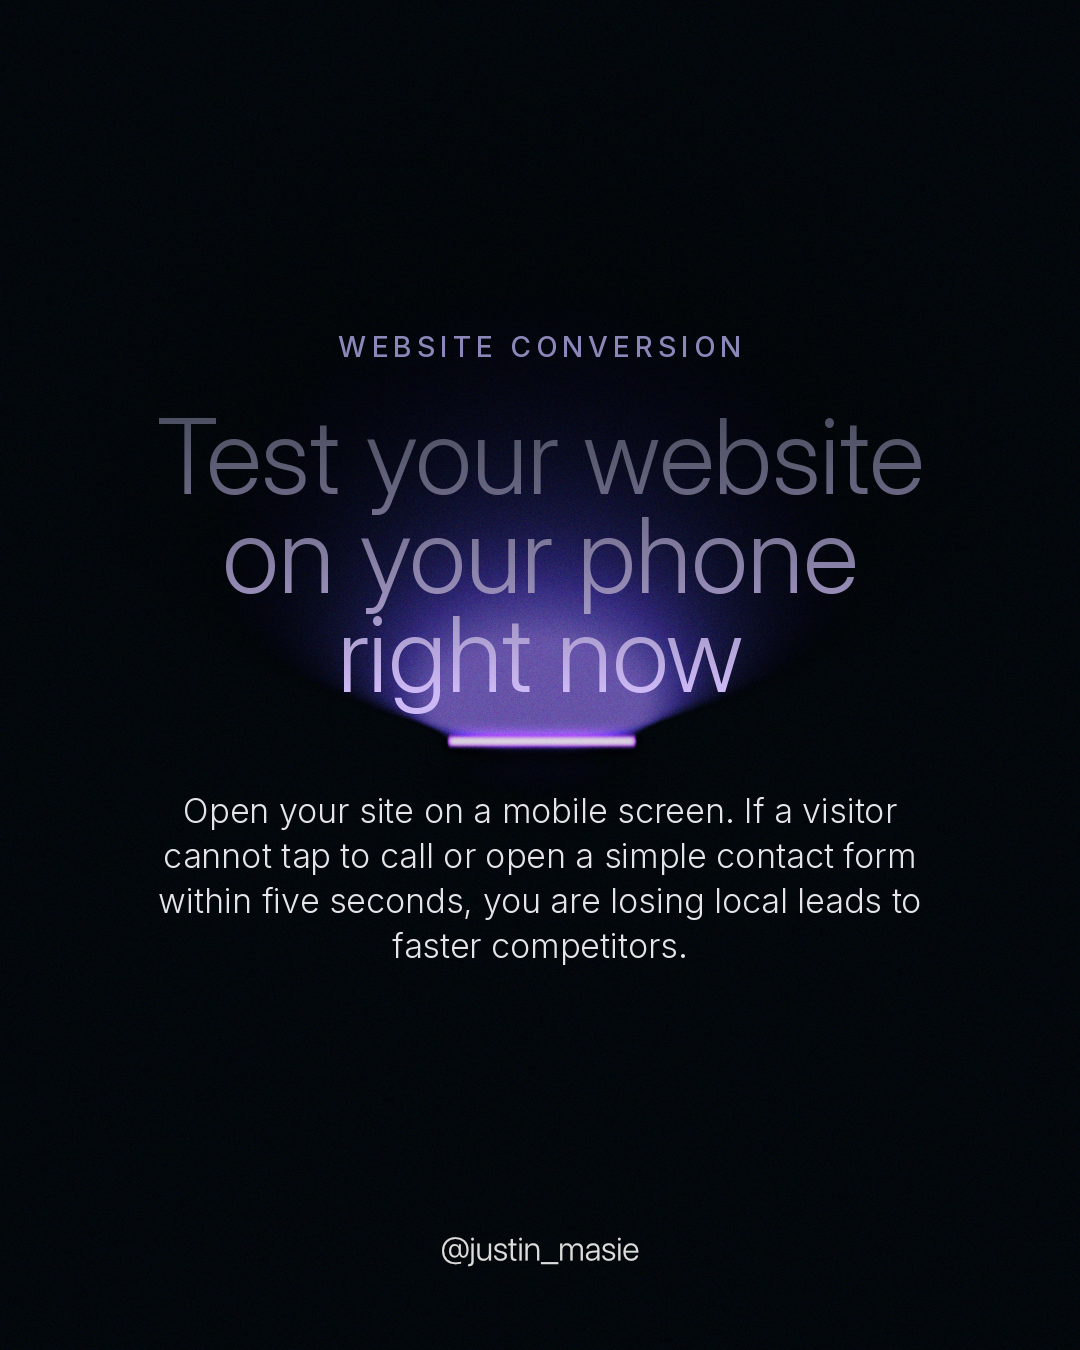 WEBSITE CONVERSION
Test your website
on your phone
right now
Open your site on a mobile screen. If a visitor
cannot tap to call or open a simple contact form
within five seconds, you are losing local leads to
faster competitors.
@justin_masie